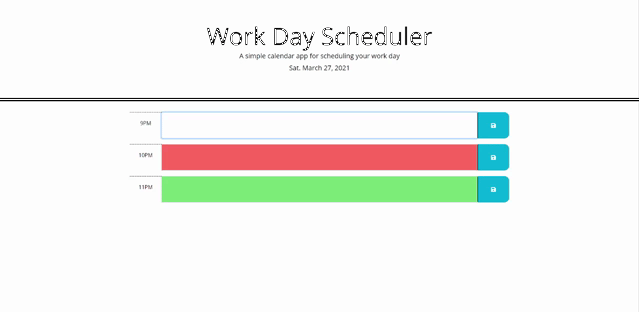 Work Day Scheduler
A simple calendar app for scheduling your work day
Sat. March 27, 2021
9PM
10PM
11PM